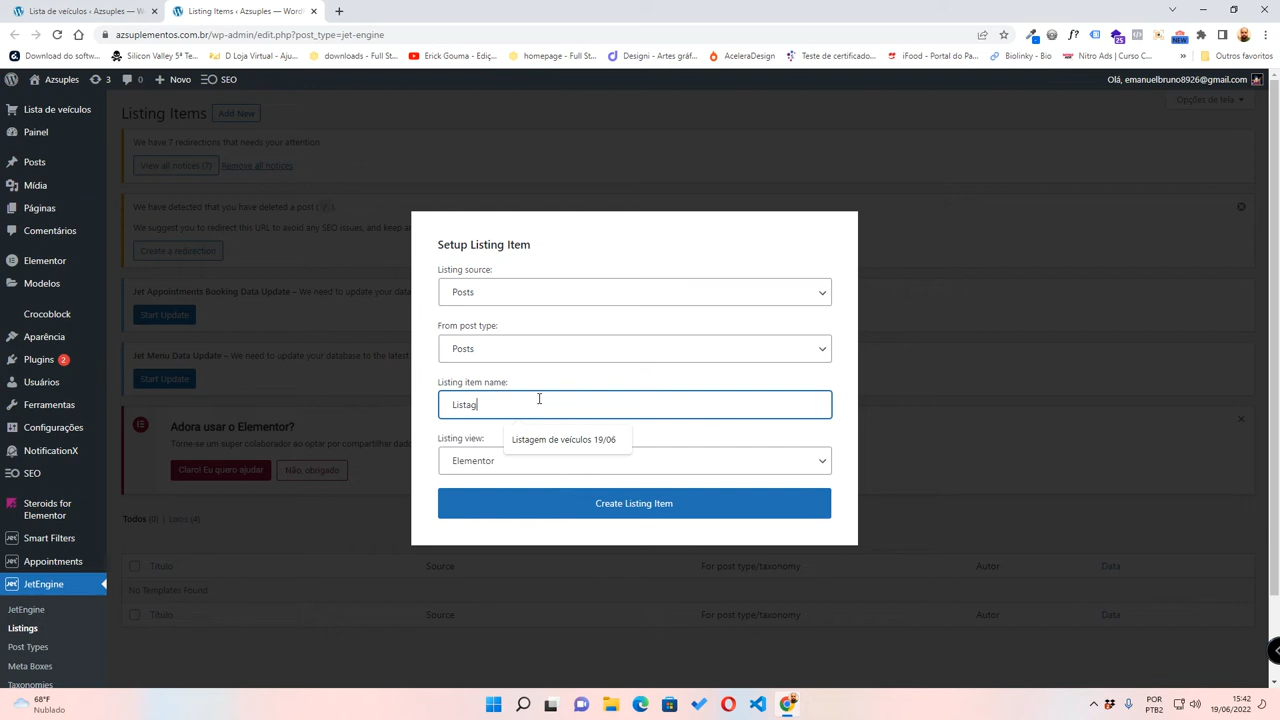 Lista de veículos ‹ Azsuples — W
Listing Items ‹ Azsuples — WordP
azsuplementos.com.br/wp-admin/edit.php?post_type=jet-engine
Download do softw...
Silicon Valley 5ª Te...
D Loja Virtual - Aju...
downloads - Full St...
Erick Gouma - Ded...
homepage - Full St...
Designi - Artes gráf...
AceleraDesign
Teste de certificado...
iFood - Portal do Pa...
Biolinky - Bio
Nitro Ads | Curso C...
Outros favoritos
Azsuples
3
0
Novo
SEO
Olá, emanuelbruno8926@gmail.com
Lista de veículos
Painel
Posts
Mídia
Páginas
Comentários
Elementor
Modelos
Crocoblock
Aparência
Plugins 2
Usuários
Ferramentas
Configurações
NotificationX
SEO
Steroids for
Elementor
Smart Filters
Appointments
JetEngine
JetEngine
Listings
Post Types
Meta Boxes
Taxonomias
Listing Items
Add New
Opções de tela
We have 7 redirections that needs your attention
View all notices (7)
Remove all notices
We have detected that you have deleted a post
We suggest you to redirect this URL to avoid any SEO issues, and keep an
Create a redirection
Jet Appointments Booking Data Update – We need to update your datab
Start Update
Jet Menu Data Update – We need to update your database to the latest
Start Update
Adora usar o Elementor?
Torne-se um super colaborador ao optar por compartilhar dado
Claro! Eu quero ajudar
Não, obrigado
Todos (0) | Lixos (4)
Título
Source
For post type/taxonomy
Autor
Data
No Templates Found
Título
Source
For post type/taxonomy
Autor
Data
Setup Listing Item
Listing source:
Posts
From post type:
Posts
Listing item name:
Listag
Listagem de veículos 19/06
Listing view:
Elementor
Create Listing Item
68°F
Nublado
POR
PTB2
15:42
19/06/2022